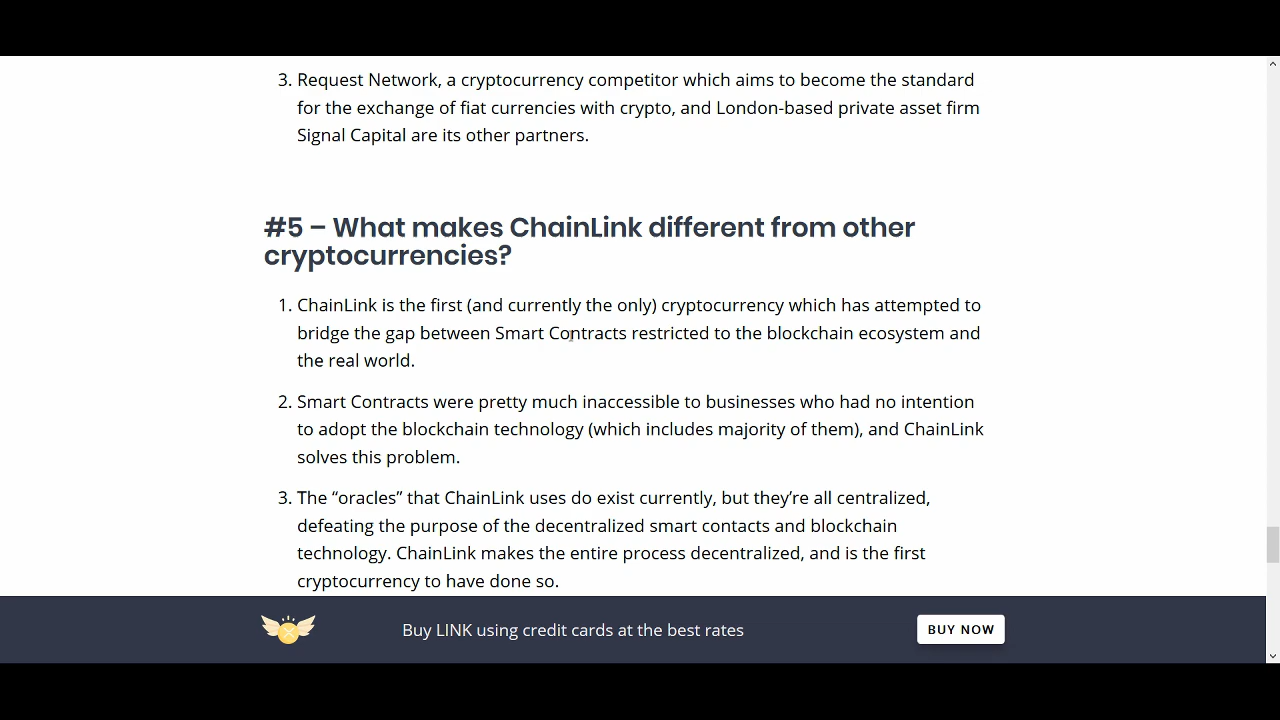 3. Request Network, a cryptocurrency competitor which aims to become the standard
for the exchange of fiat currencies with crypto, and London-based private asset firm
Signal Capital are its other partners.
#5 – What makes ChainLink different from other
cryptocurrencies?
1. ChainLink is the first (and currently the only) cryptocurrency which has attempted to
bridge the gap between Smart Contracts restricted to the blockchain ecosystem and
the real world.
2. Smart Contracts were pretty much inaccessible to businesses who had no intention
to adopt the blockchain technology (which includes majority of them), and ChainLink
solves this problem.
3. The “oracles” that ChainLink uses do exist currently, but they’re all centralized,
defeating the purpose of the decentralized smart contacts and blockchain
technology. ChainLink makes the entire process decentralized, and is the first
cryptocurrency to have done so.
Buy LINK using credit cards at the best rates
BUY NOW